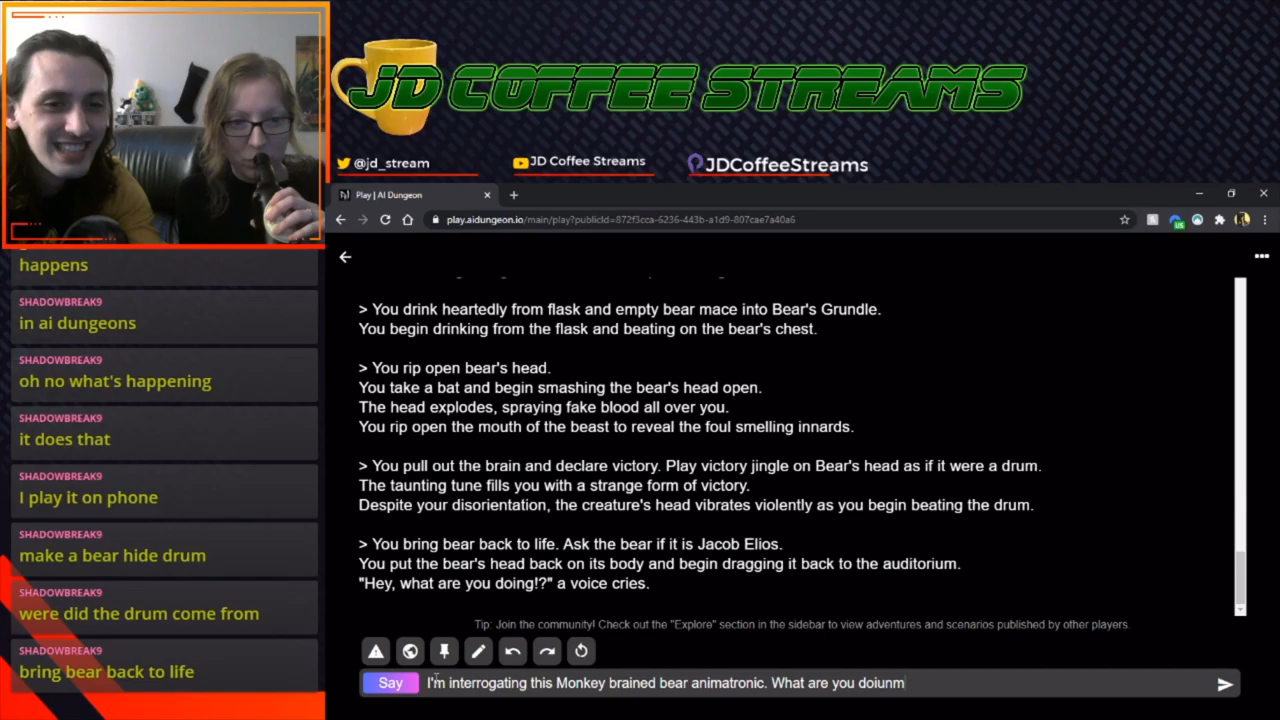 JD COFFEE STREAMS
@jd_stream
JD Coffee Streams
JDCoffeeStreams
Play | AI Dungeon
play.aidungeon.io/main/play?publicId=872f3cca-6236-443b-a1d9-807cae7a40a6
happens
SHADOWBREAK9
in ai dungeons
SHADOWBREAK9
oh no what's happening
SHADOWBREAK9
it does that
SHADOWBREAK9
I play it on phone
SHADOWBREAK9
make a bear hide drum
SHADOWBREAK9
were did the drum come from
SHADOWBREAK9
bring bear back to life
> You drink heartedly from flask and empty bear mace into Bear's Grundle.
You begin drinking from the flask and beating on the bear's chest.
> You rip open bear's head.
You take a bat and begin smashing the bear's head open.
The head explodes, spraying fake blood all over you.
You rip open the mouth of the beast to reveal the foul smelling innards.
> You pull out the brain and declare victory. Play victory jingle on Bear's head as if it were a drum.
The taunting tune fills you with a strange form of victory.
Despite your disorientation, the creature's head vibrates violently as you begin beating the drum.
> You bring bear back to life. Ask the bear if it is Jacob Elios.
You put the bear's head back on its body and begin dragging it back to the auditorium.
"Hey, what are you doing!?" a voice cries.
Tip: Join the community! Check out the "Explore" section in the sidebar to view adventures and scenarios published by other players.
Say
I'm interrogating this Monkey brained bear animatronic. What are you doiunm